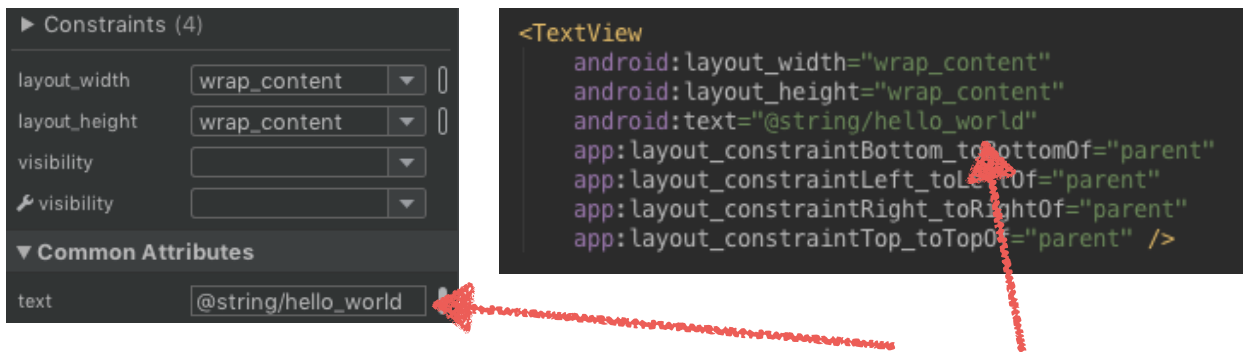 ▶ Constraints (4)
layout_width wrap_content
layout_height wrap_content
visibility
visibility
▼ Common Attributes
text @string/hello_world
<TextView
android:layout_width="wrap_content"
android:layout_height="wrap_content"
android:text="@string/hello_world"
app:layout_constraintBottom_toBottomOf="parent"
app:layout_constraintLeft_toLeftOf="parent"
app:layout_constraintRight_toRightOf="parent"
app:layout_constraintTop_toTopOf="parent" />